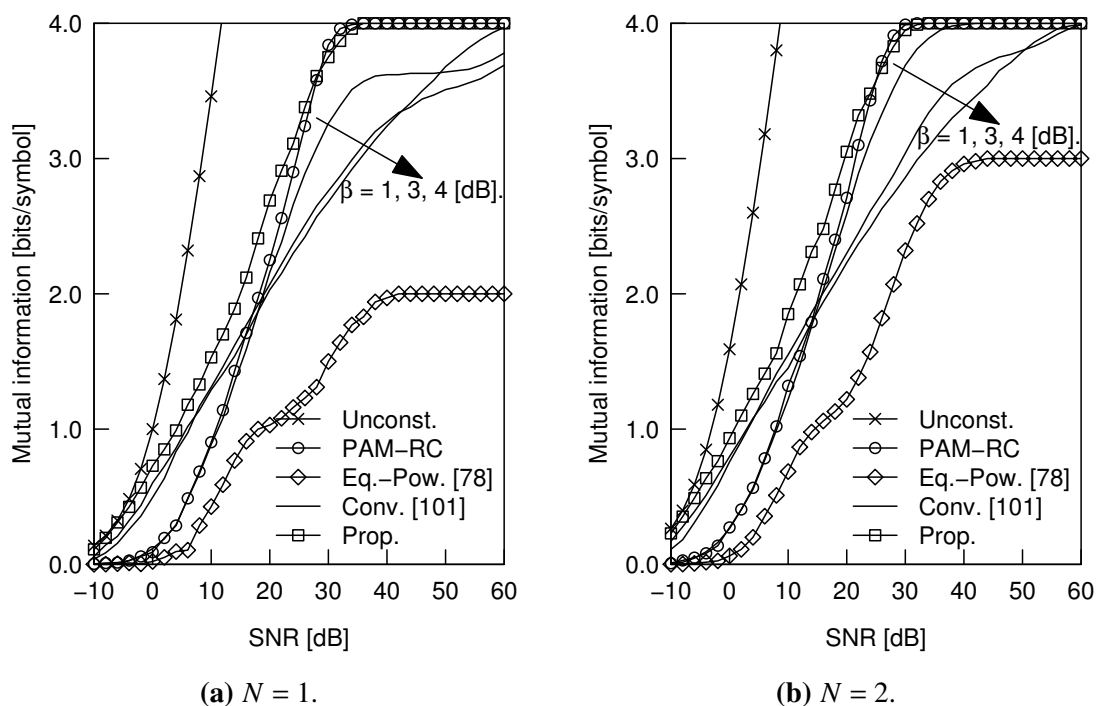 Mutual information [bits/symbol]
4.0
3.0
2.0
1.0
0.0
β = 1, 3, 4 [dB].
Unconst.
PAM−RC
Eq.−Pow. [78]
Conv. [101]
Prop.
−10 0 10 20 30 40 50 60
SNR [dB]
(a) N = 1.
Mutual information [bits/symbol]
4.0
3.0
2.0
1.0
0.0
β = 1, 3, 4 [dB].
Unconst.
PAM−RC
Eq.−Pow. [78]
Conv. [101]
Prop.
−10 0 10 20 30 40 50 60
SNR [dB]
(b) N = 2.